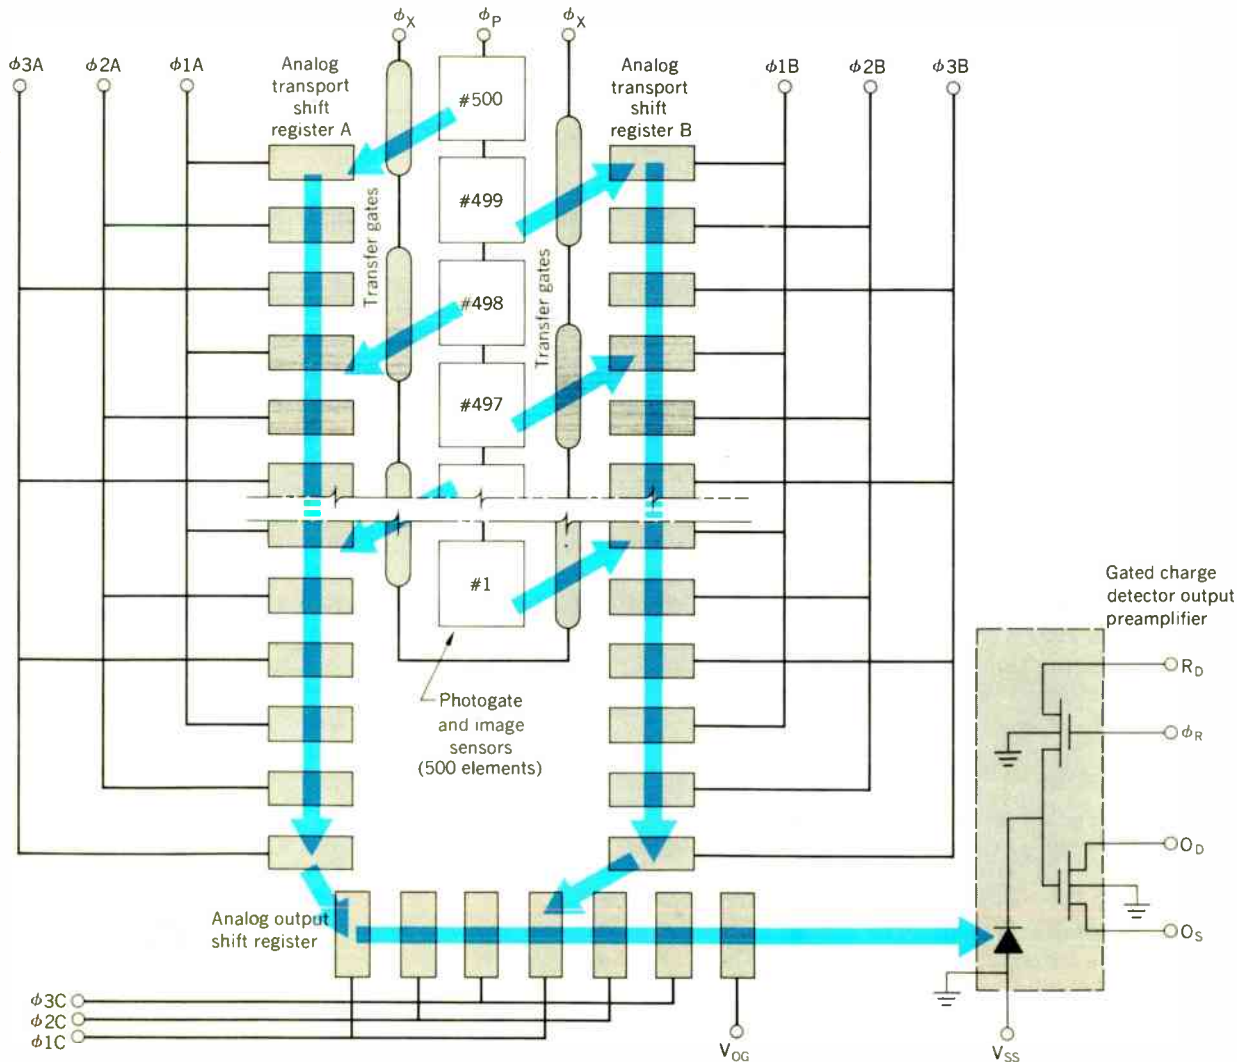 ϕX
ϕP
ϕX
ϕ3A
ϕ2A
ϕ1A
Analog
transport
shift
register A
Analog
transport
shift
register B
ϕ1B
ϕ2B
ϕ3B
#500
#499
#498
#497
#1
Transfer gates
Transfer gates
Photogate
and image
sensors
(500 elements)
Gated charge
detector output
preamplifier
RD
ϕR
OD
OS
Analog output
shift register
ϕ3C
ϕ2C
ϕ1C
VOG
VSS